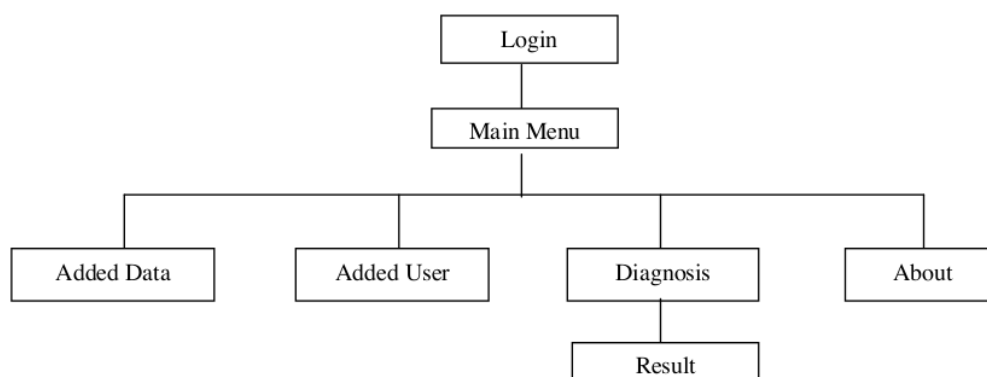 Login
Main Menu
Added Data
Added User
Diagnosis
About
Result